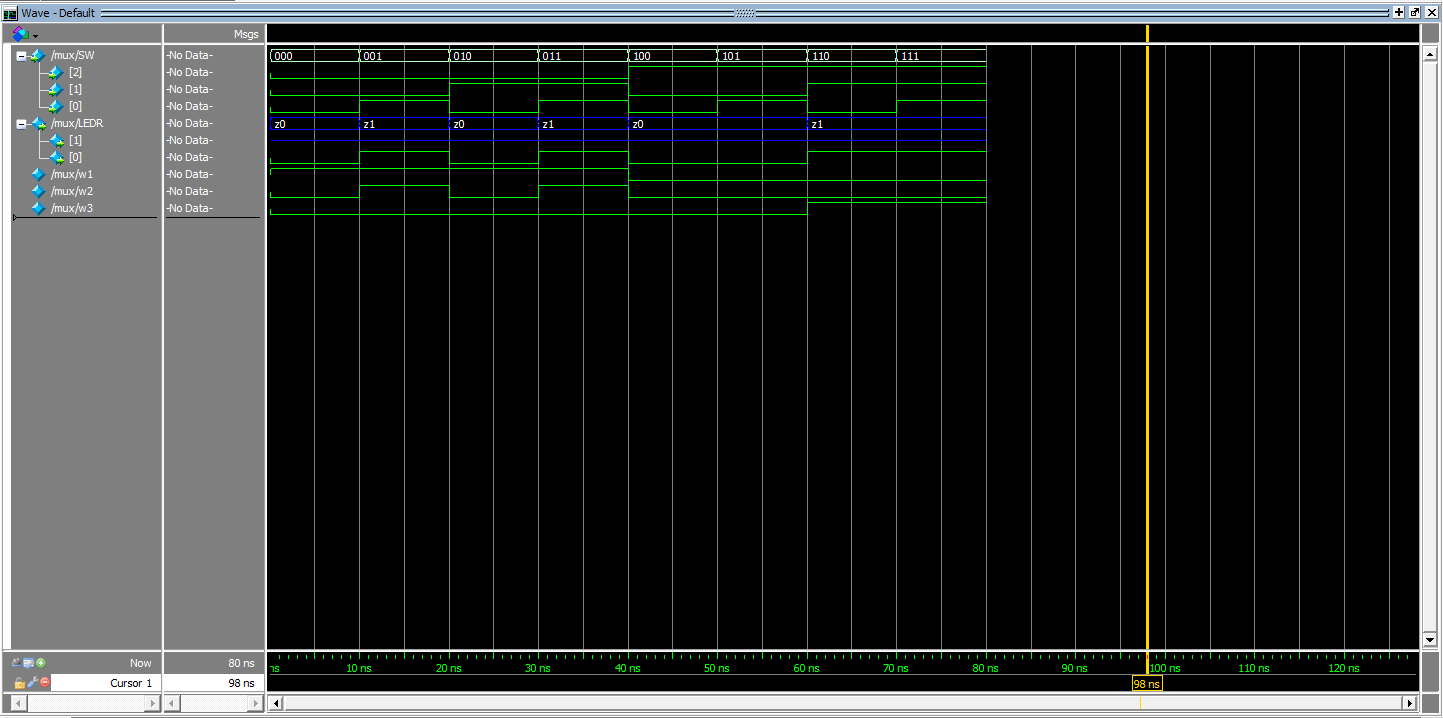 Wave - Default
Msgs
/mux/SW -No Data- 000 001 010 011 100 101 110 111
[2] -No Data-
[1] -No Data-
[0] -No Data-
/mux/LEDR -No Data- z0 z1 z0 z1 z0 z1
[1] -No Data-
[0] -No Data-
/mux/w1 -No Data-
/mux/w2 -No Data-
/mux/w3 -No Data-
Now 80 ns ns 10 ns 20 ns 30 ns 40 ns 50 ns 60 ns 70 ns 80 ns 90 ns 100 ns 110 ns 120 ns
Cursor 1 98 ns 98 ns